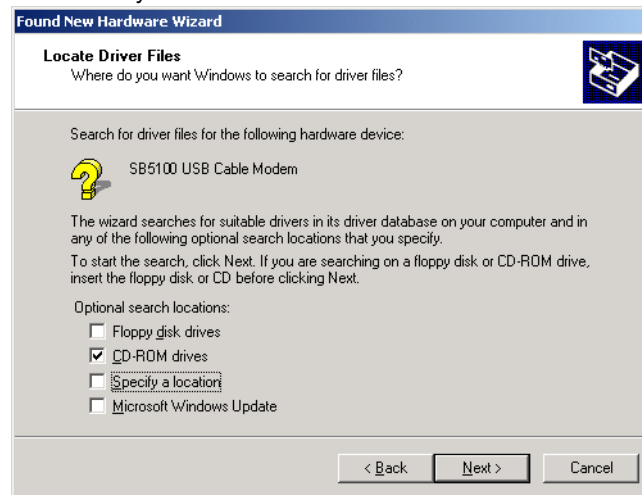 Found New Hardware Wizard
Locate Driver Files
Where do you want Windows to search for driver files?
Search for driver files for the following hardware device:
SB5100 USB Cable Modem
The wizard searches for suitable drivers in its driver database on your computer and in
any of the following optional search locations that you specify.
To start the search, click Next. If you are searching on a floppy disk or CD-ROM drive,
insert the floppy disk or CD before clicking Next.
Optional search locations:
Floppy disk drives
CD-ROM drives
Specify a location
Microsoft Windows Update
< Back Next > Cancel